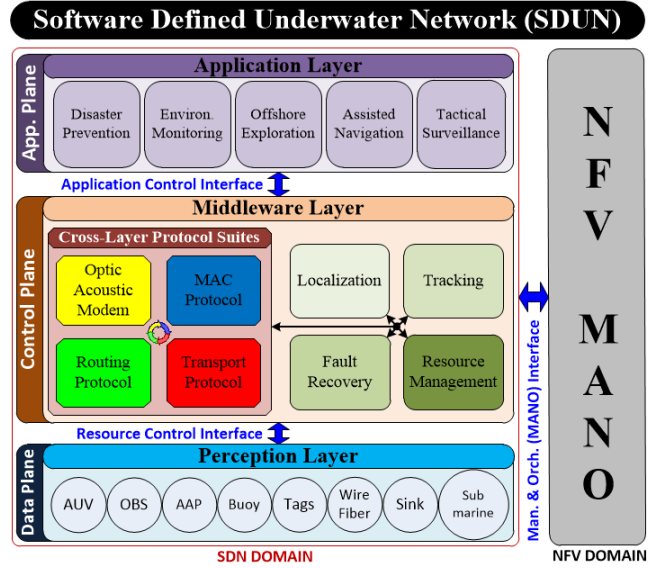 Software Defined Underwater Network (SDUN)
App. Plane
Application Layer
Disaster
Prevention
Environ.
Monitoring
Offshore
Exploration
Assisted
Navigation
Tactical
Surveillance
Application Control Interface
Control Plane
Middleware Layer
Cross-Layer Protocol Suites
Optic
Acoustic
Modem
MAC
Protocol
Routing
Protocol
Transport
Protocol
Localization
Tracking
Fault
Recovery
Resource
Management
Resource Control Interface
Data Plane
Perception Layer
AUV
OBS
AAP
Buoy
Tags
Wire
Fiber
Sink
Sub
marine
SDN DOMAIN
Man. & Orch. (MANO) Interface
NFV
MANO
NFV DOMAIN